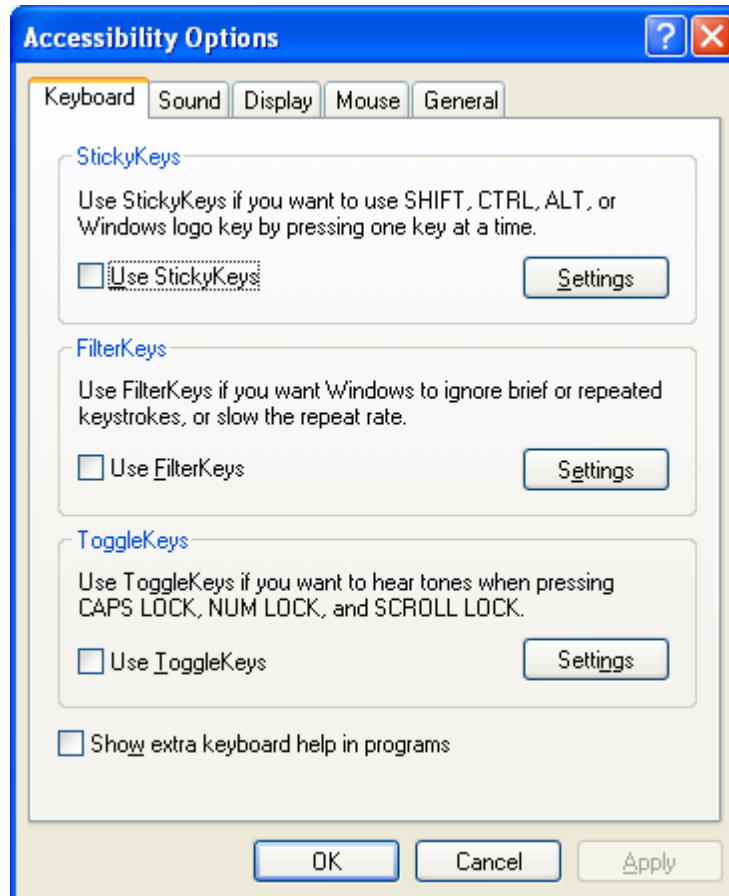 Accessibility Options
Keyboard Sound Display Mouse General
StickyKeys
Use StickyKeys if you want to use SHIFT, CTRL, ALT, or
Windows logo key by pressing one key at a time.
Use StickyKeys Settings
FilterKeys
Use FilterKeys if you want Windows to ignore brief or repeated
keystrokes, or slow the repeat rate.
Use FilterKeys Settings
ToggleKeys
Use ToggleKeys if you want to hear tones when pressing
CAPS LOCK, NUM LOCK, and SCROLL LOCK.
Use ToggleKeys Settings
Show extra keyboard help in programs
OK Cancel Apply